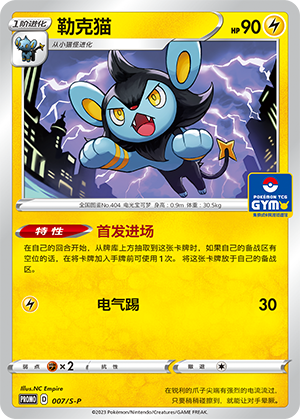 1阶进化
勒克猫
HP90
从小猫怪进化
全国图鉴No.404 电光宝可梦 身高：0.9m 体重：30.5kg
POKÉMON TCG
GYM
特性 首发进场
在自己的回合开始，从牌库上方抽取到这张卡牌时，如果自己的备战区有
空位的话，在将卡牌加入手牌前可使用1次。将这张卡牌放于自己的备战
区。
电气踢 30
弱点 ×2 抵抗力 撤退
Illus.NC Empire
PROMO D 007/S-P
在锐利的爪子尖端有强烈的电流流过，
只要稍稍碰到，就能让对手晕厥。
©2023 Pokémon/Nintendo/Creatures/GAME FREAK.